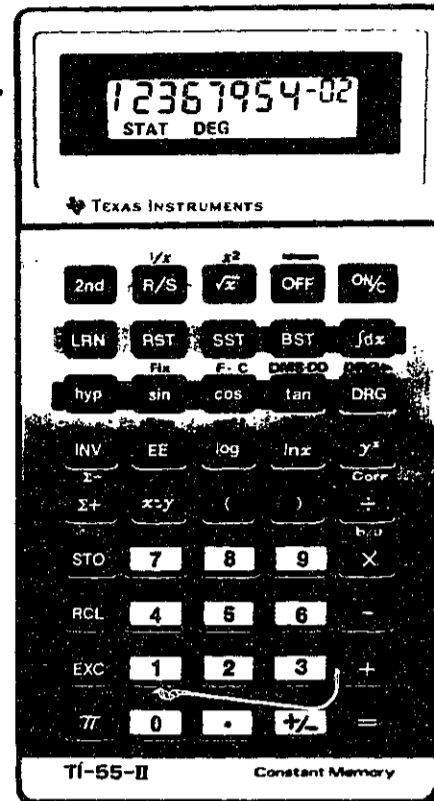 12367954-02
STAT DEG
TEXAS INSTRUMENTS
1/x x²
2nd R/S √x OFF ON/C
LRN RST SST BST ∫dx
Fix F-C DMS-DD
hyp sin cos tan DRG
INV EE log lnx yˣ
Σ- Corr
Σ+ x:y ( ) ÷
STO 7 8 9 ×
RCL 4 5 6 -
EXC 1 2 3 +
π 0 . +/- =
TI-55-II Constant Memory